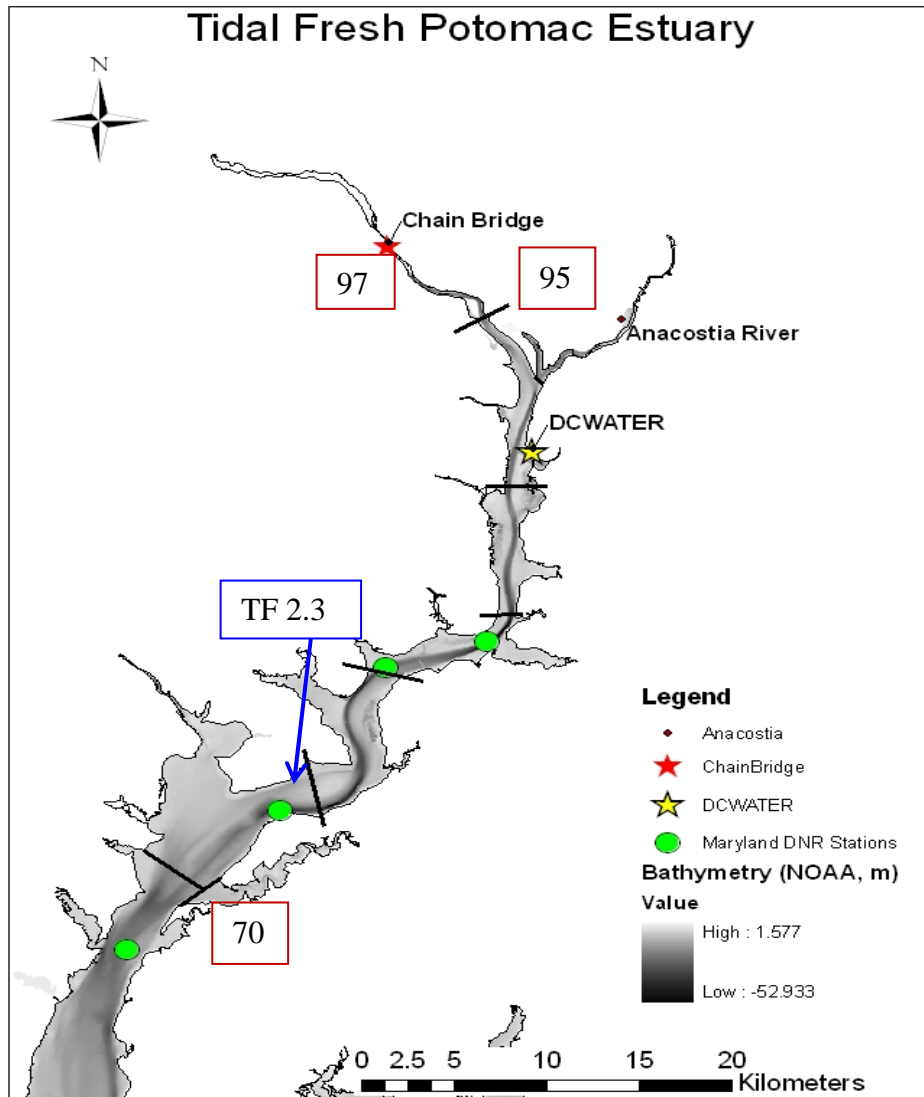 Tidal Fresh Potomac Estuary
N
Chain Bridge
97
95
Anacostia River
DCWATER
TF 2.3
70
Legend
Anacostia
ChainBridge
DCWATER
Maryland DNR Stations
Bathymetry (NOAA, m)
Value
High : 1.577
Low : -52.933
0 2.5 5 10 15 20
Kilometers